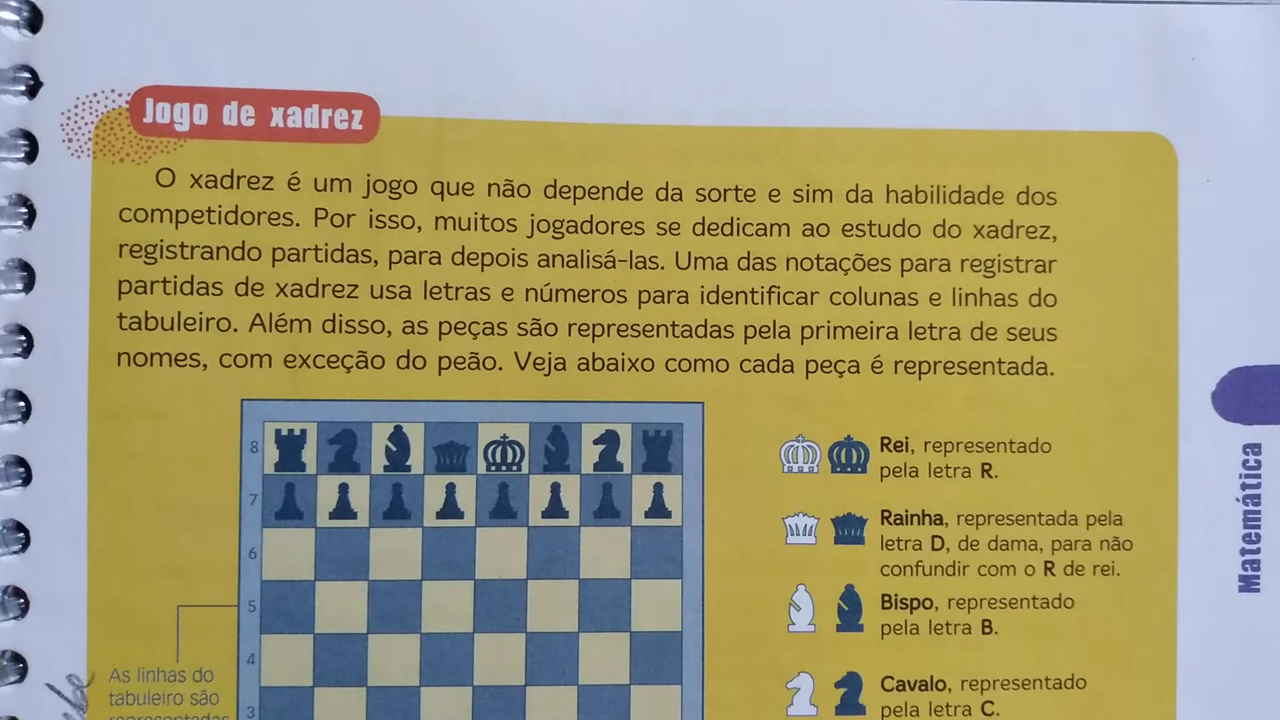 Jogo de xadrez
O xadrez é um jogo que não depende da sorte e sim da habilidade dos
competidores. Por isso, muitos jogadores se dedicam ao estudo do xadrez,
registrando partidas, para depois analisá-las. Uma das notações para registrar
partidas de xadrez usa letras e números para identificar colunas e linhas do
tabuleiro. Além disso, as peças são representadas pela primeira letra de seus
nomes, com exceção do peão. Veja abaixo como cada peça é representada.
8
7
6
5
4
3
As linhas do
tabuleiro são
representadas
Rei, representado
pela letra R.
Rainha, representada pela
letra D, de dama, para não
confundir com o R de rei.
Bispo, representado
pela letra B.
Cavalo, representado
pela letra C.
Matemática